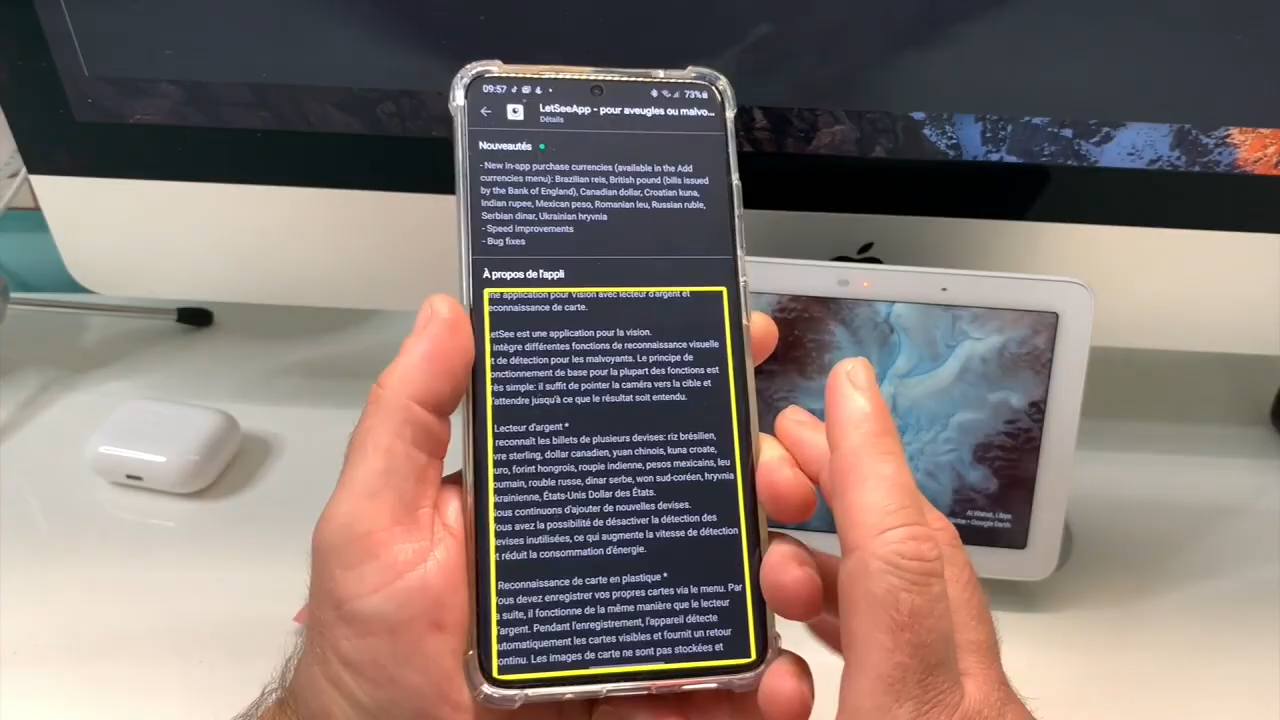 09:57
73%
LetSeeApp - pour aveugles ou malvo...
Détails
Nouveautés
- New in-app purchase currencies (available in the Add
currencies menu): Brazilian reis, British pound (bills issued
by the Bank of England), Canadian dollar, Croatian kuna,
Indian rupee, Mexican peso, Romanian leu, Russian ruble,
Serbian dinar, Ukrainian hryvnia
- Speed improvements
- Bug fixes
À propos de l'appli
une application pour Vision avec lecteur d'argent et
econnaissance de carte.
etSee est une application pour la vision.
intègre différentes fonctions de reconnaissance visuelle
t de détection pour les malvoyants. Le principe de
onctionnement de base pour la plupart des fonctions est
rès simple: il suffit de pointer la caméra vers la cible et
'attendre jusqu'à ce que le résultat soit entendu.
Lecteur d'argent *
reconnaît les billets de plusieurs devises: riz brésilien,
vre sterling, dollar canadien, yuan chinois, kuna croate,
uro, forint hongrois, roupie indienne, pesos mexicains, leu
oumain, rouble russe, dinar serbe, won sud-coréen, hryvnia
krainienne, États-Unis Dollar des États.
Nous continuons d'ajouter de nouvelles devises.
Vous avez la possibilité de désactiver la détection des
evises inutilisées, ce qui augmente la vitesse de détection
t réduit la consommation d'énergie.
Reconnaissance de carte en plastique *
Vous devez enregistrer vos propres cartes via le menu. Par
a suite, il fonctionne de la même manière que le lecteur
'argent. Pendant l'enregistrement, l'appareil détecte
automatiquement les cartes visibles et fournit un retour
continu. Les images de carte ne sont pas stockées et
Libya
• Google Earth